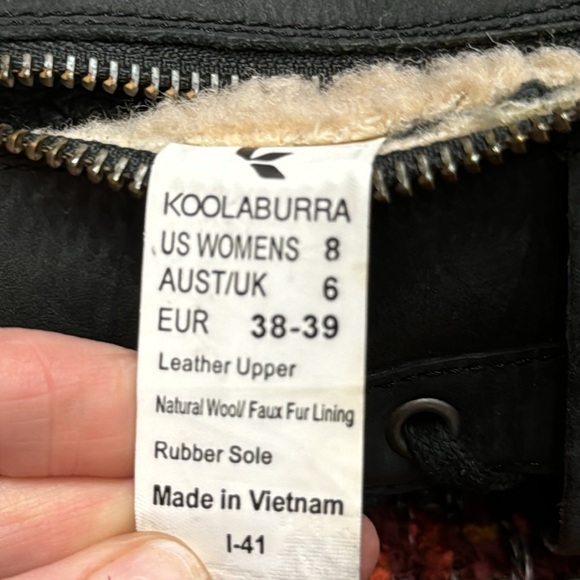 KOOLABURRA
US WOMENS 8
AUST/UK 6
EUR 38-39
Leather Upper
Natural Wool/ Faux Fur Lining
Rubber Sole
Made in Vietnam
I-41